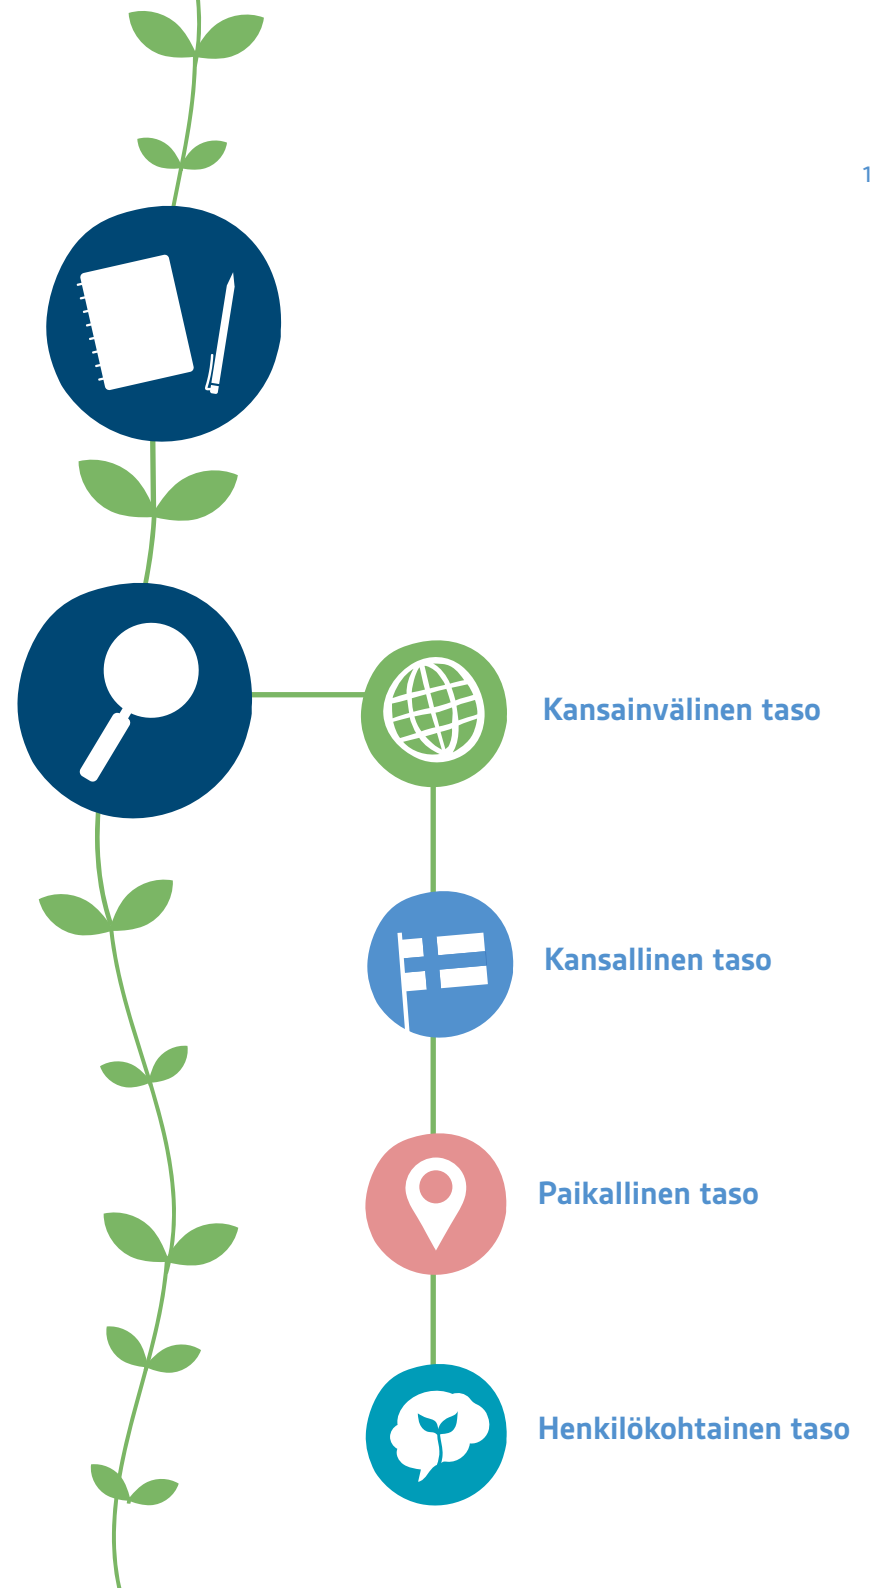 1
Kansainvälinen taso
Kansallinen taso
Paikallinen taso
Henkilökohtainen taso